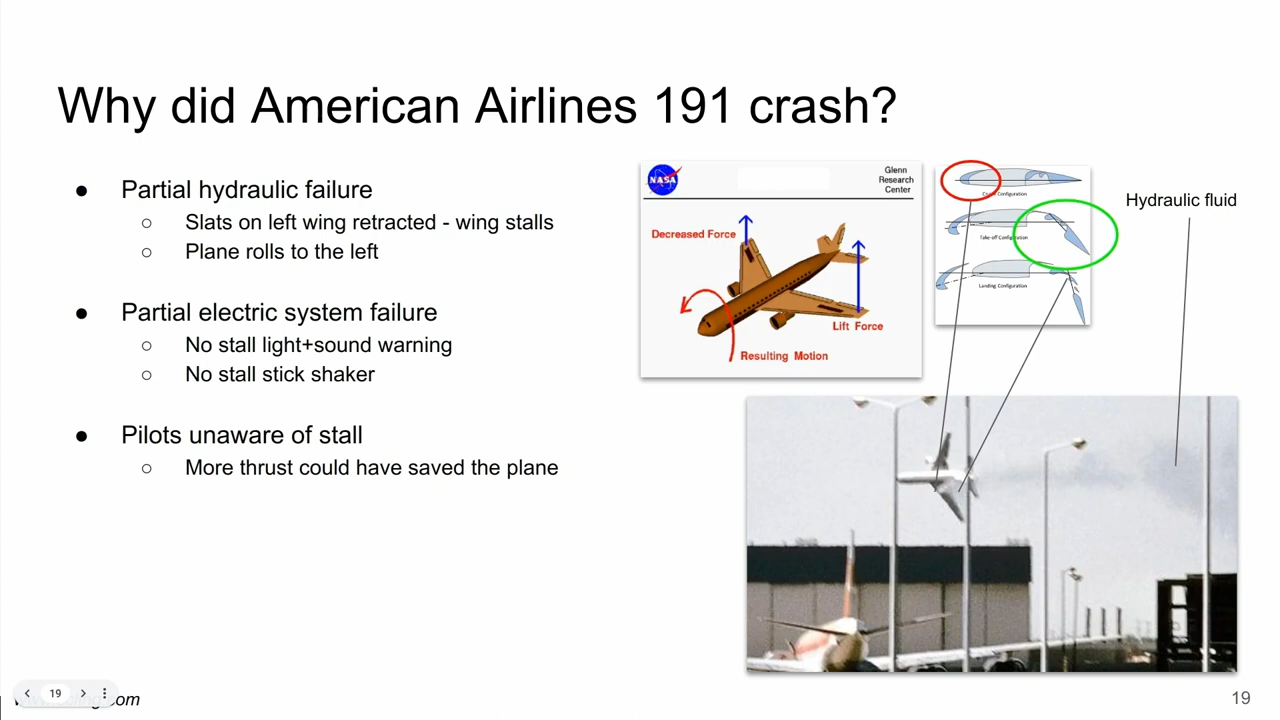 Why did American Airlines 191 crash?
● Partial hydraulic failure
○ Slats on left wing retracted - wing stalls
○ Plane rolls to the left
● Partial electric system failure
○ No stall light+sound warning
○ No stall stick shaker
● Pilots unaware of stall
○ More thrust could have saved the plane
NASA
Glenn
Research
Center
Decreased Force
Lift Force
Resulting Motion
Configuration
Take-off Configuration
Landing Configuration
Hydraulic fluid
19
19